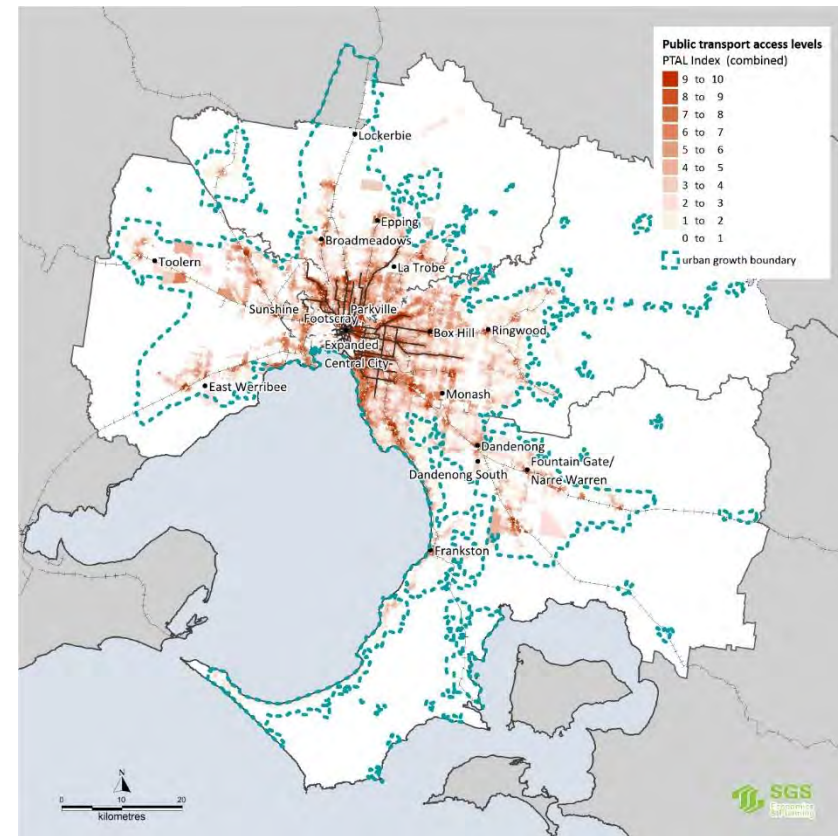 Public transport access levels
PTAL Index (combined)
9 to 10
8 to 9
7 to 8
6 to 7
5 to 6
4 to 5
3 to 4
2 to 3
1 to 2
0 to 1
urban growth boundary
Lockerbie
Epping
Broadmeadows
Toolern
La Trobe
Sunshine
Parkville
Footscray
Box Hill
Ringwood
Expanded
Central City
East Werribee
Monash
Dandenong
Fountain Gate/
Narre Warren
Dandenong South
Frankston
N
0 10 20
kilometres
SGS
Economics
& Planning